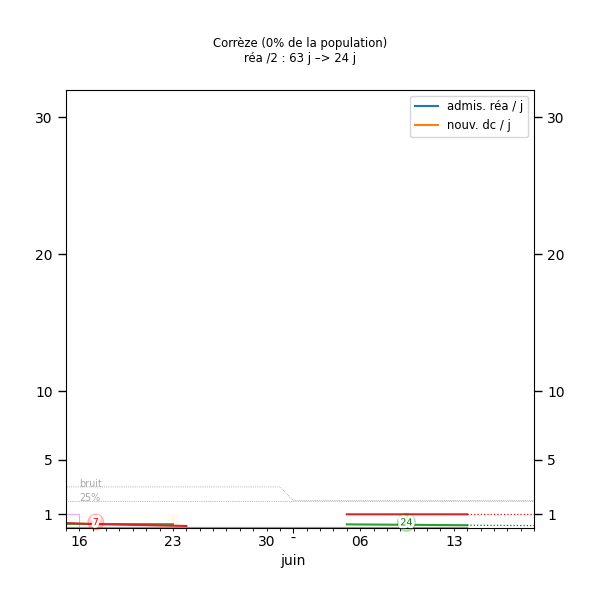 Corrèze (0% de la population)
réa /2 : 63 j –> 24 j
admis. réa / j
nouv. dc / j
30 30
20 20
10 10
5 5
bruit
25%
1 7 24 1
16 23 30 - 06 13
juin